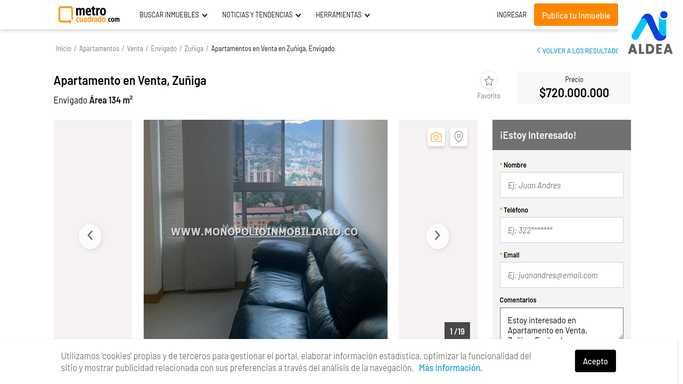 metro
cuadrado.com
BUSCAR INMUEBLES
NOTICIAS Y TENDENCIAS
HERRAMIENTAS
INGRESAR
Publica tu Inmueble
ALDEA
Inicio / Apartamentos / Venta / Envigado / Zuñiga / Apartamentos en Venta en Zuñiga, Envigado
VOLVER A LOS RESULTAD
Apartamento en Venta, Zuñiga
Envigado Área 134 m²
Favorito
Precio
$720.000.000
WWW.MONOPOLIOINMOBILIARIO.CO
1 / 19
¡Estoy Interesado!
* Nombre
Ej: Juan Andres
* Teléfono
Ej: 322*******
* Email
Ej: juanandres@email.com
Comentarios
Estoy interesado en
Apartamento en Venta,
Utilizamos 'cookies' propias y de terceros para gestionar el portal, elaborar información estadística, optimizar la funcionalidad del
sitio y mostrar publicidad relacionada con sus preferencias a través del análisis de la navegación. Más información.
Acepto